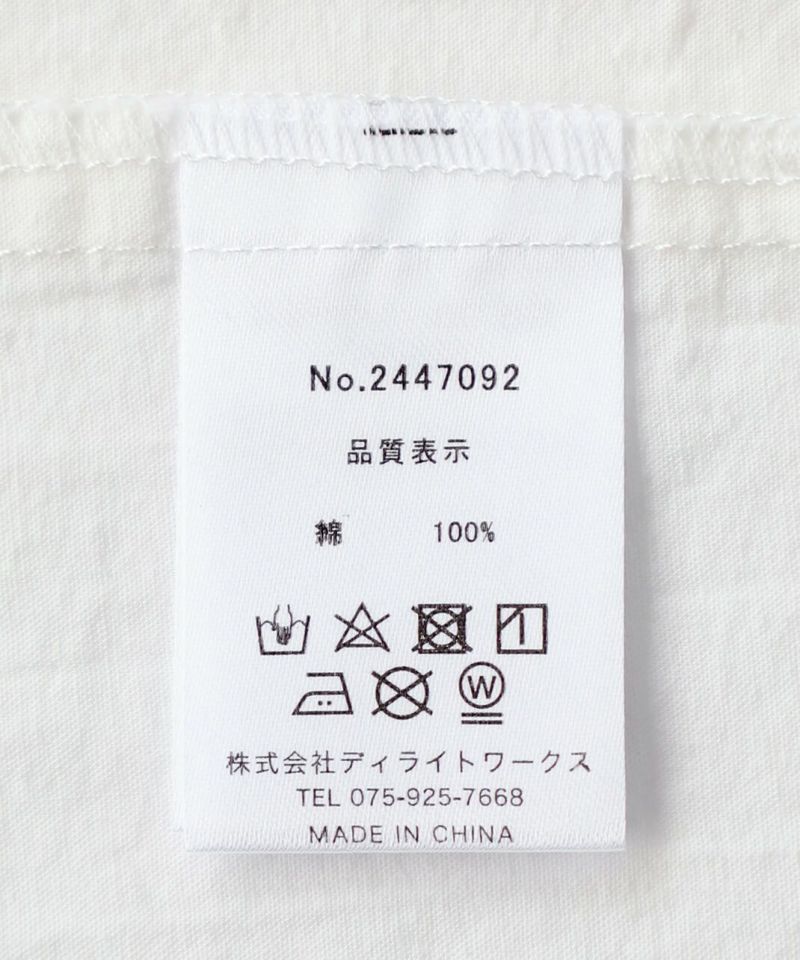 No.2447092
品質表示
綿 100%
W
株式会社ディライトワークス
TEL 075-925-7668
MADE IN CHINA